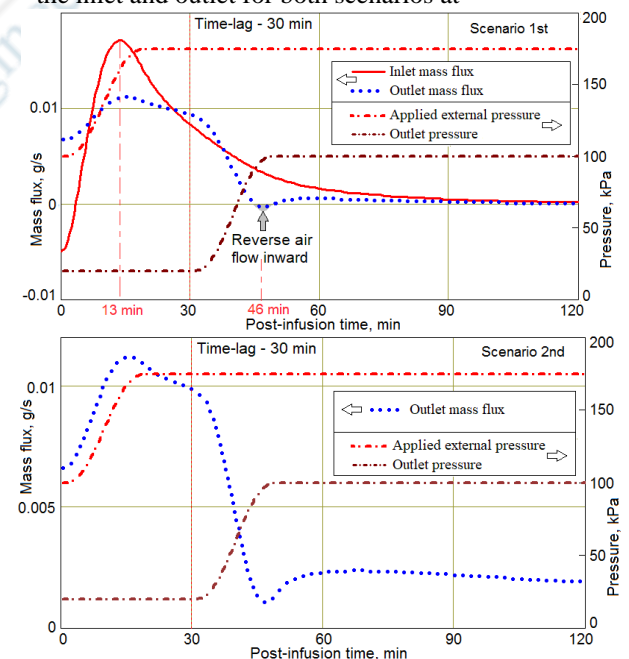 the inlet and outlet for both scenarios at
Time-lag - 30 min
Scenario 1st
200
Inlet mass flux
Outlet mass flux
Applied external pressure
Outlet pressure
150
0.01
100
0
50
Reverse air
flow inward
-0.01
0
Mass flux, g/s
Pressure, kPa
0
13 min
30
46 min
60
90
120
Post-infusion time, min
Time-lag - 30 min
Scenario 2nd
200
Outlet mass flux
Applied external pressure
Outlet pressure
0.01
150
0.005
100
50
0
0
Mass flux, g/s
Pressure, kPa
0
30
60
90
120
Post-infusion time, min